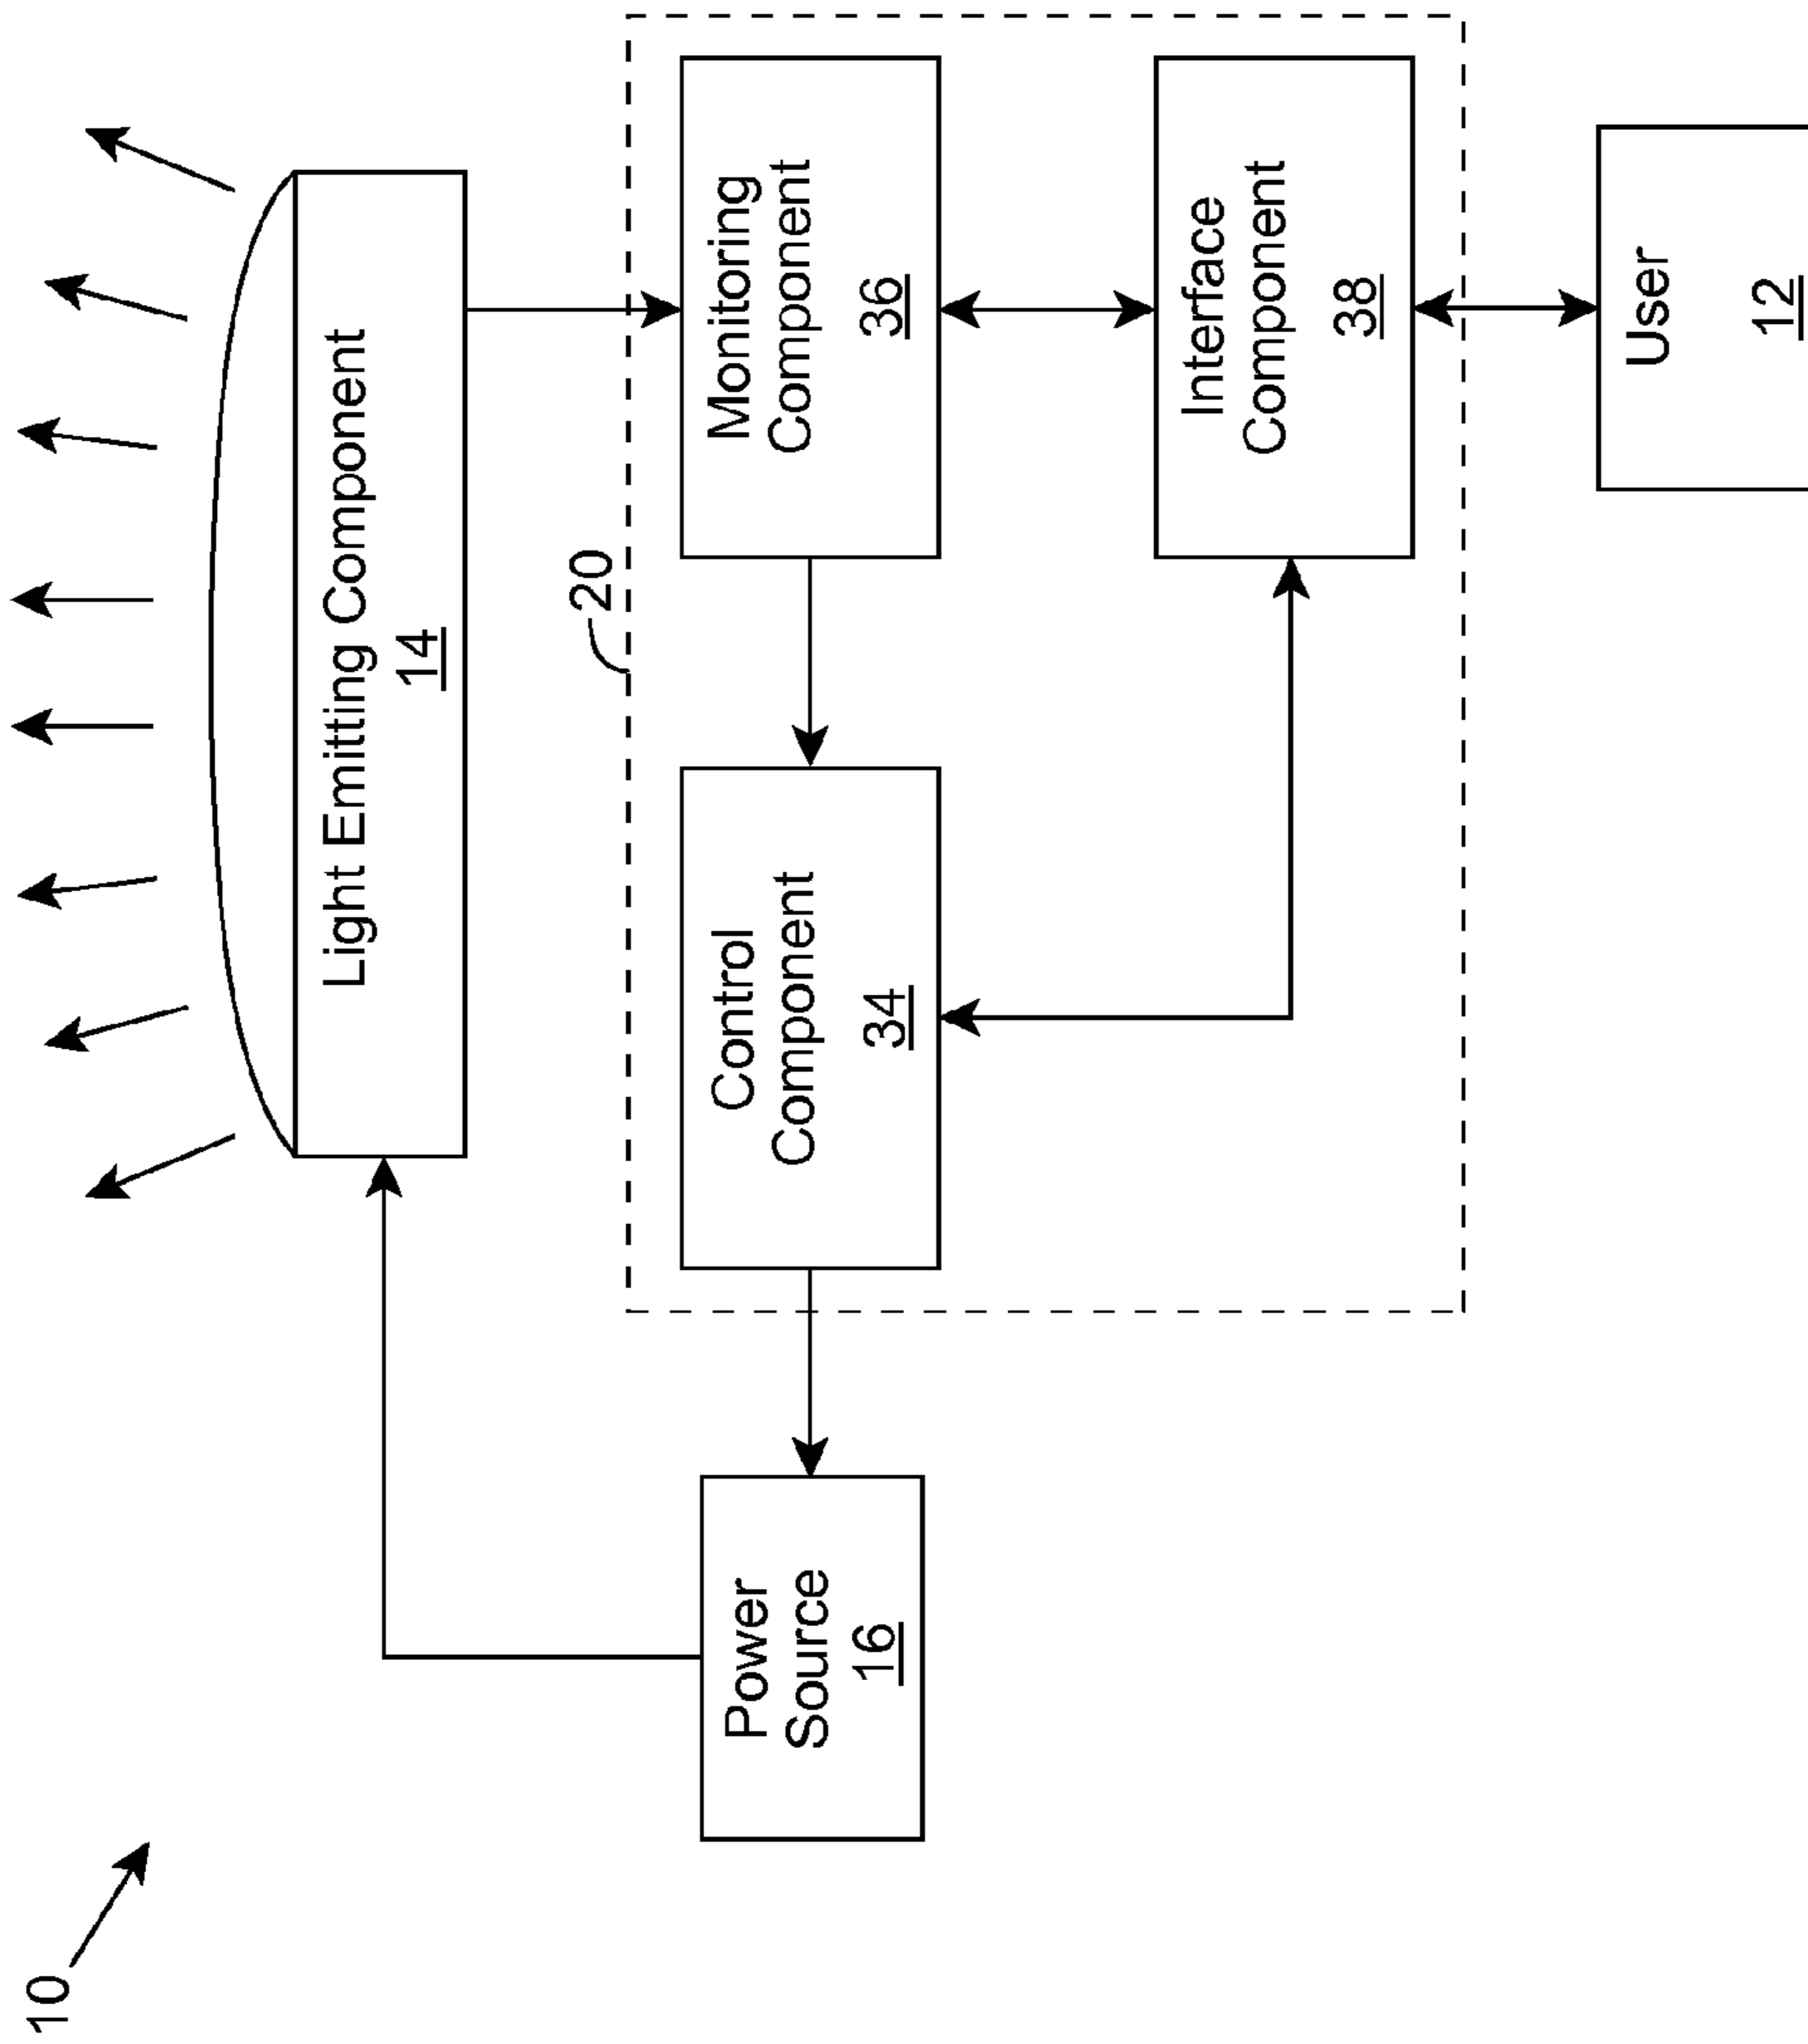 10
Light Emitting Component
14
20
Power
Source
16
Control
Component
34
Monitoring
Component
36
Interface
Component
38
User
12